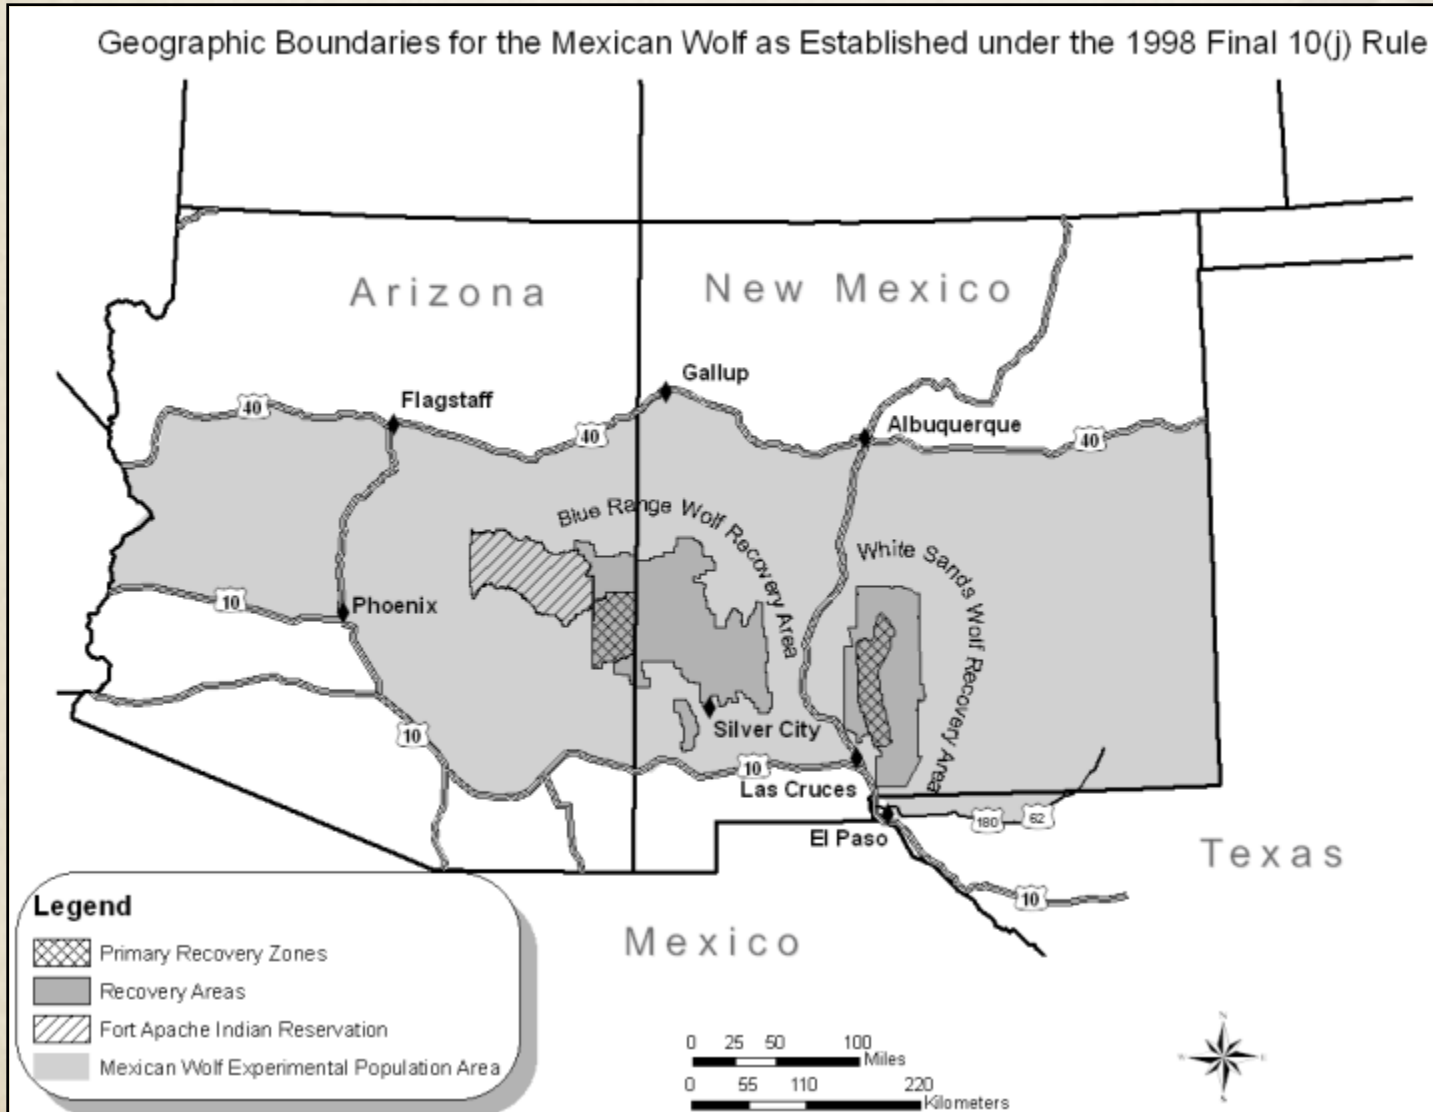 Geographic Boundaries for the Mexican Wolf as Established under the 1998 Final 10(j) Rule
Arizona
New Mexico
Gallup
Flagstaff
40
40
Albuquerque
40
Blue Range Wolf Recovery Area
White Sands Wolf Recovery Area
10
Phoenix
Silver City
10
10
Las Cruces
El Paso
180
62
Texas
10
Mexico
Legend
Primary Recovery Zones
Recovery Areas
Fort Apache Indian Reservation
Mexican Wolf Experimental Population Area
0 25 50 100
Miles
0 55 110 220
Kilometers
N
W E
S